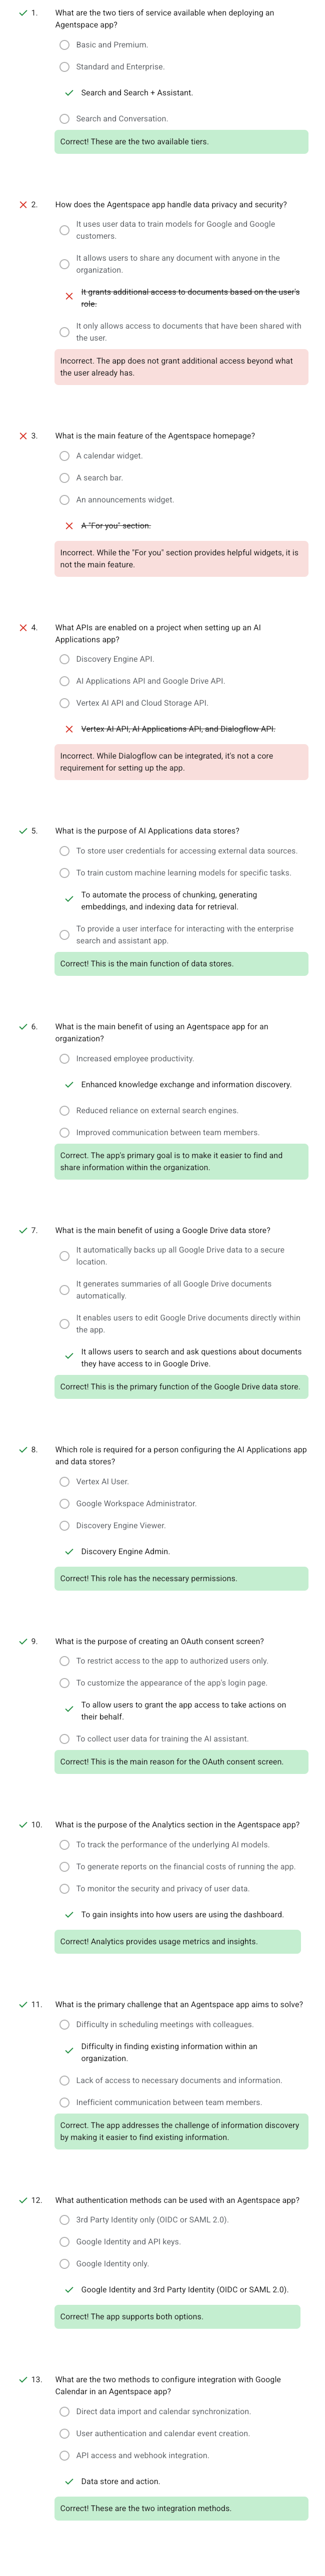 1. What are the two tiers of service available when deploying an
Agentspace app?
Basic and Premium.
Standard and Enterprise.
Search and Search + Assistant.
Search and Conversation.
Correct! These are the two available tiers.
2. How does the Agentspace app handle data privacy and security?
It uses user data to train models for Google and Google
customers.
It allows users to share any document with anyone in the
organization.
It grants additional access to documents based on the user's
role.
It only allows access to documents that have been shared with
the user.
Incorrect. The app does not grant additional access beyond what
the user already has.
3. What is the main feature of the Agentspace homepage?
A calendar widget.
A search bar.
An announcements widget.
A "For you" section.
Incorrect. While the "For you" section provides helpful widgets, it is
not the main feature.
4. What APIs are enabled on a project when setting up an AI
Applications app?
Discovery Engine API.
AI Applications API and Google Drive API.
Vertex AI API and Cloud Storage API.
Vertex AI API, AI Applications API, and Dialogflow API.
Incorrect. While Dialogflow can be integrated, it's not a core
requirement for setting up the app.
5. What is the purpose of AI Applications data stores?
To store user credentials for accessing external data sources.
To train custom machine learning models for specific tasks.
To automate the process of chunking, generating
embeddings, and indexing data for retrieval.
To provide a user interface for interacting with the enterprise
search and assistant app.
Correct! This is the main function of data stores.
6. What is the main benefit of using an Agentspace app for an
organization?
Increased employee productivity.
Enhanced knowledge exchange and information discovery.
Reduced reliance on external search engines.
Improved communication between team members.
Correct. The app's primary goal is to make it easier to find and
share information within the organization.
7. What is the main benefit of using a Google Drive data store?
It automatically backs up all Google Drive data to a secure
location.
It generates summaries of all Google Drive documents
automatically.
It enables users to edit Google Drive documents directly within
the app.
It allows users to search and ask questions about documents
they have access to in Google Drive.
Correct! This is the primary function of the Google Drive data store.
8. Which role is required for a person configuring the AI Applications app
and data stores?
Vertex AI User.
Google Workspace Administrator.
Discovery Engine Viewer.
Discovery Engine Admin.
Correct! This role has the necessary permissions.
9. What is the purpose of creating an OAuth consent screen?
To restrict access to the app to authorized users only.
To customize the appearance of the app's login page.
To allow users to grant the app access to take actions on
their behalf.
To collect user data for training the AI assistant.
Correct! This is the main reason for the OAuth consent screen.
10. What is the purpose of the Analytics section in the Agentspace app?
To track the performance of the underlying AI models.
To generate reports on the financial costs of running the app.
To monitor the security and privacy of user data.
To gain insights into how users are using the dashboard.
Correct! Analytics provides usage metrics and insights.
11. What is the primary challenge that an Agentspace app aims to solve?
Difficulty in scheduling meetings with colleagues.
Difficulty in finding existing information within an
organization.
Lack of access to necessary documents and information.
Inefficient communication between team members.
Correct. The app addresses the challenge of information discovery
by making it easier to find existing information.
12. What authentication methods can be used with an Agentspace app?
3rd Party Identity only (OIDC or SAML 2.0).
Google Identity and API keys.
Google Identity only.
Google Identity and 3rd Party Identity (OIDC or SAML 2.0).
Correct! The app supports both options.
13. What are the two methods to configure integration with Google
Calendar in an Agentspace app?
Direct data import and calendar synchronization.
User authentication and calendar event creation.
API access and webhook integration.
Data store and action.
Correct! These are the two integration methods.